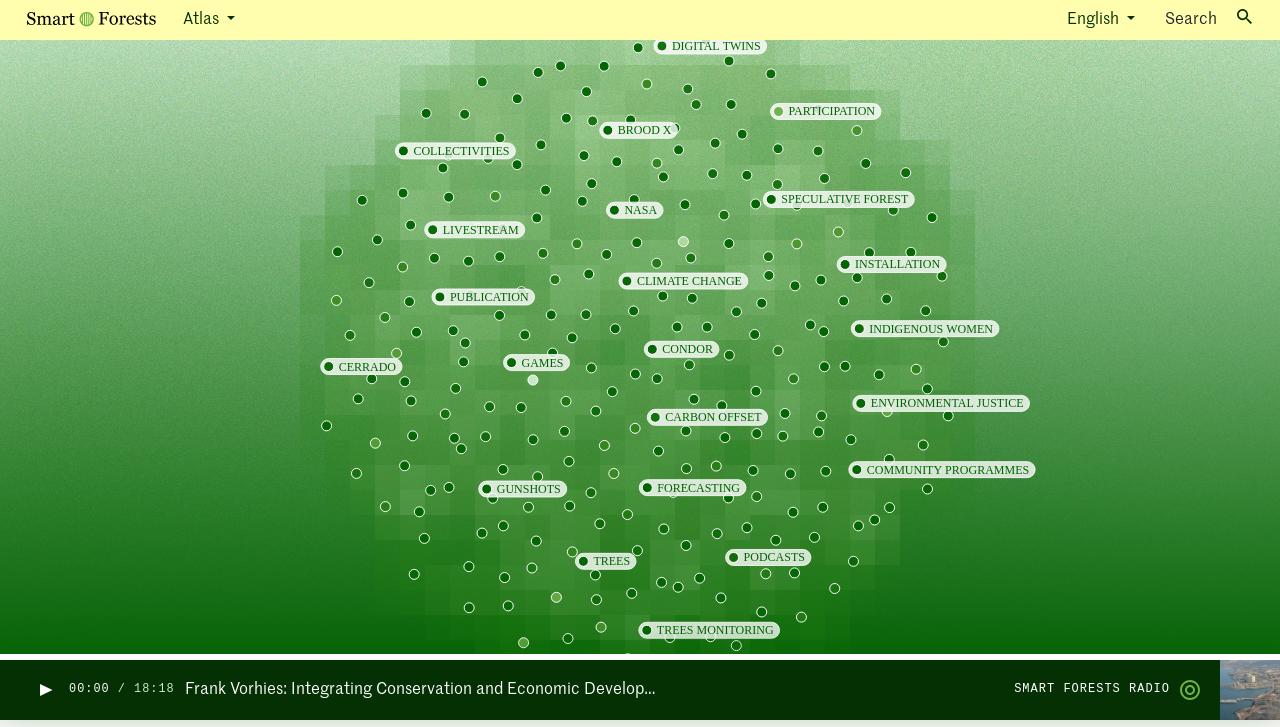 Smart Forests
Atlas
English
Search
DIGITAL TWINS
PARTICIPATION
BROOD X
COLLECTIVITIES
SPECULATIVE FOREST
NASA
LIVESTREAM
INSTALLATION
CLIMATE CHANGE
PUBLICATION
INDIGENOUS WOMEN
CONDOR
GAMES
CERRADO
ENVIRONMENTAL JUSTICE
CARBON OFFSET
COMMUNITY PROGRAMMES
GUNSHOTS
FORECASTING
PODCASTS
TREES
TREES MONITORING
00:00 / 18:18
Frank Vorhies: Integrating Conservation and Economic Develop...
SMART FORESTS RADIO